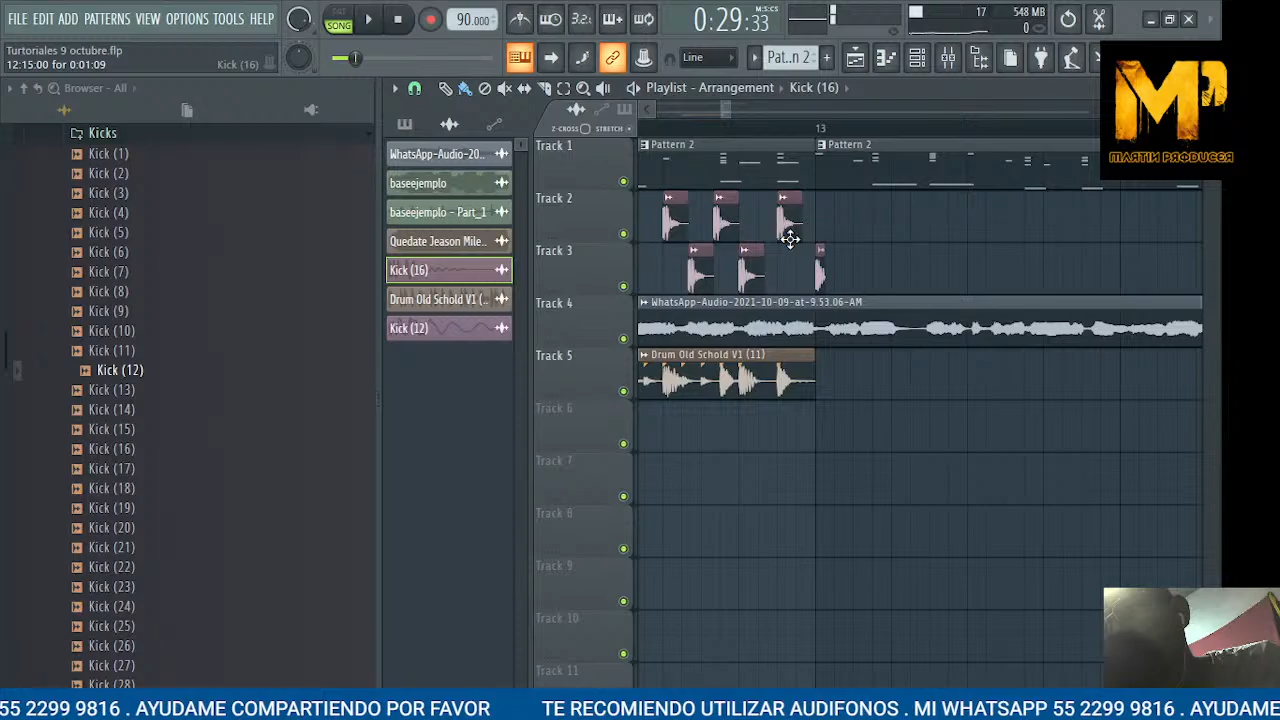 FILE EDIT ADD PATTERNS VIEW OPTIONS TOOLS HELP
PAT
SONG
90.000
3.2
0:29:33
M:S:CS
17
548 MB
0
Turtoriales 9 octubre.flp
12:15:00 for 0:01:09
Kick (16)
Line
Pat..n 2
Browser - All
Playlist - Arrangement
Kick (16)
MP
MARTIN PRODUCER
Z-CROSS
STRETCH
13
Kicks
Kick (1)
Kick (2)
Kick (3)
Kick (4)
Kick (5)
Kick (6)
Kick (7)
Kick (8)
Kick (9)
Kick (10)
Kick (11)
Kick (12)
Kick (13)
Kick (14)
Kick (15)
Kick (16)
Kick (17)
Kick (18)
Kick (19)
Kick (20)
Kick (21)
Kick (22)
Kick (23)
Kick (24)
Kick (25)
Kick (26)
Kick (27)
Kick (28)
WhatsApp-Audio-20..
baseejemplo
baseejemplo - Part_1
Quedate Jeason Mile..
Kick (16)
Drum Old Schold V1 (..
Kick (12)
Track 1
Pattern 2
Pattern 2
Track 2
Track 3
Track 4
WhatsApp-Audio-2021-10-09-at-9.53.06-AM
Track 5
Drum Old Schold V1 (11)
Track 6
Track 7
Track 8
Track 9
Track 10
Track 11
55 2299 9816 . AYUDAME COMPARTIENDO POR FAVOR
TE RECOMIENDO UTILIZAR AUDIFONOS . MI WHATSAPP 55 2299 9816 . AYUDAME